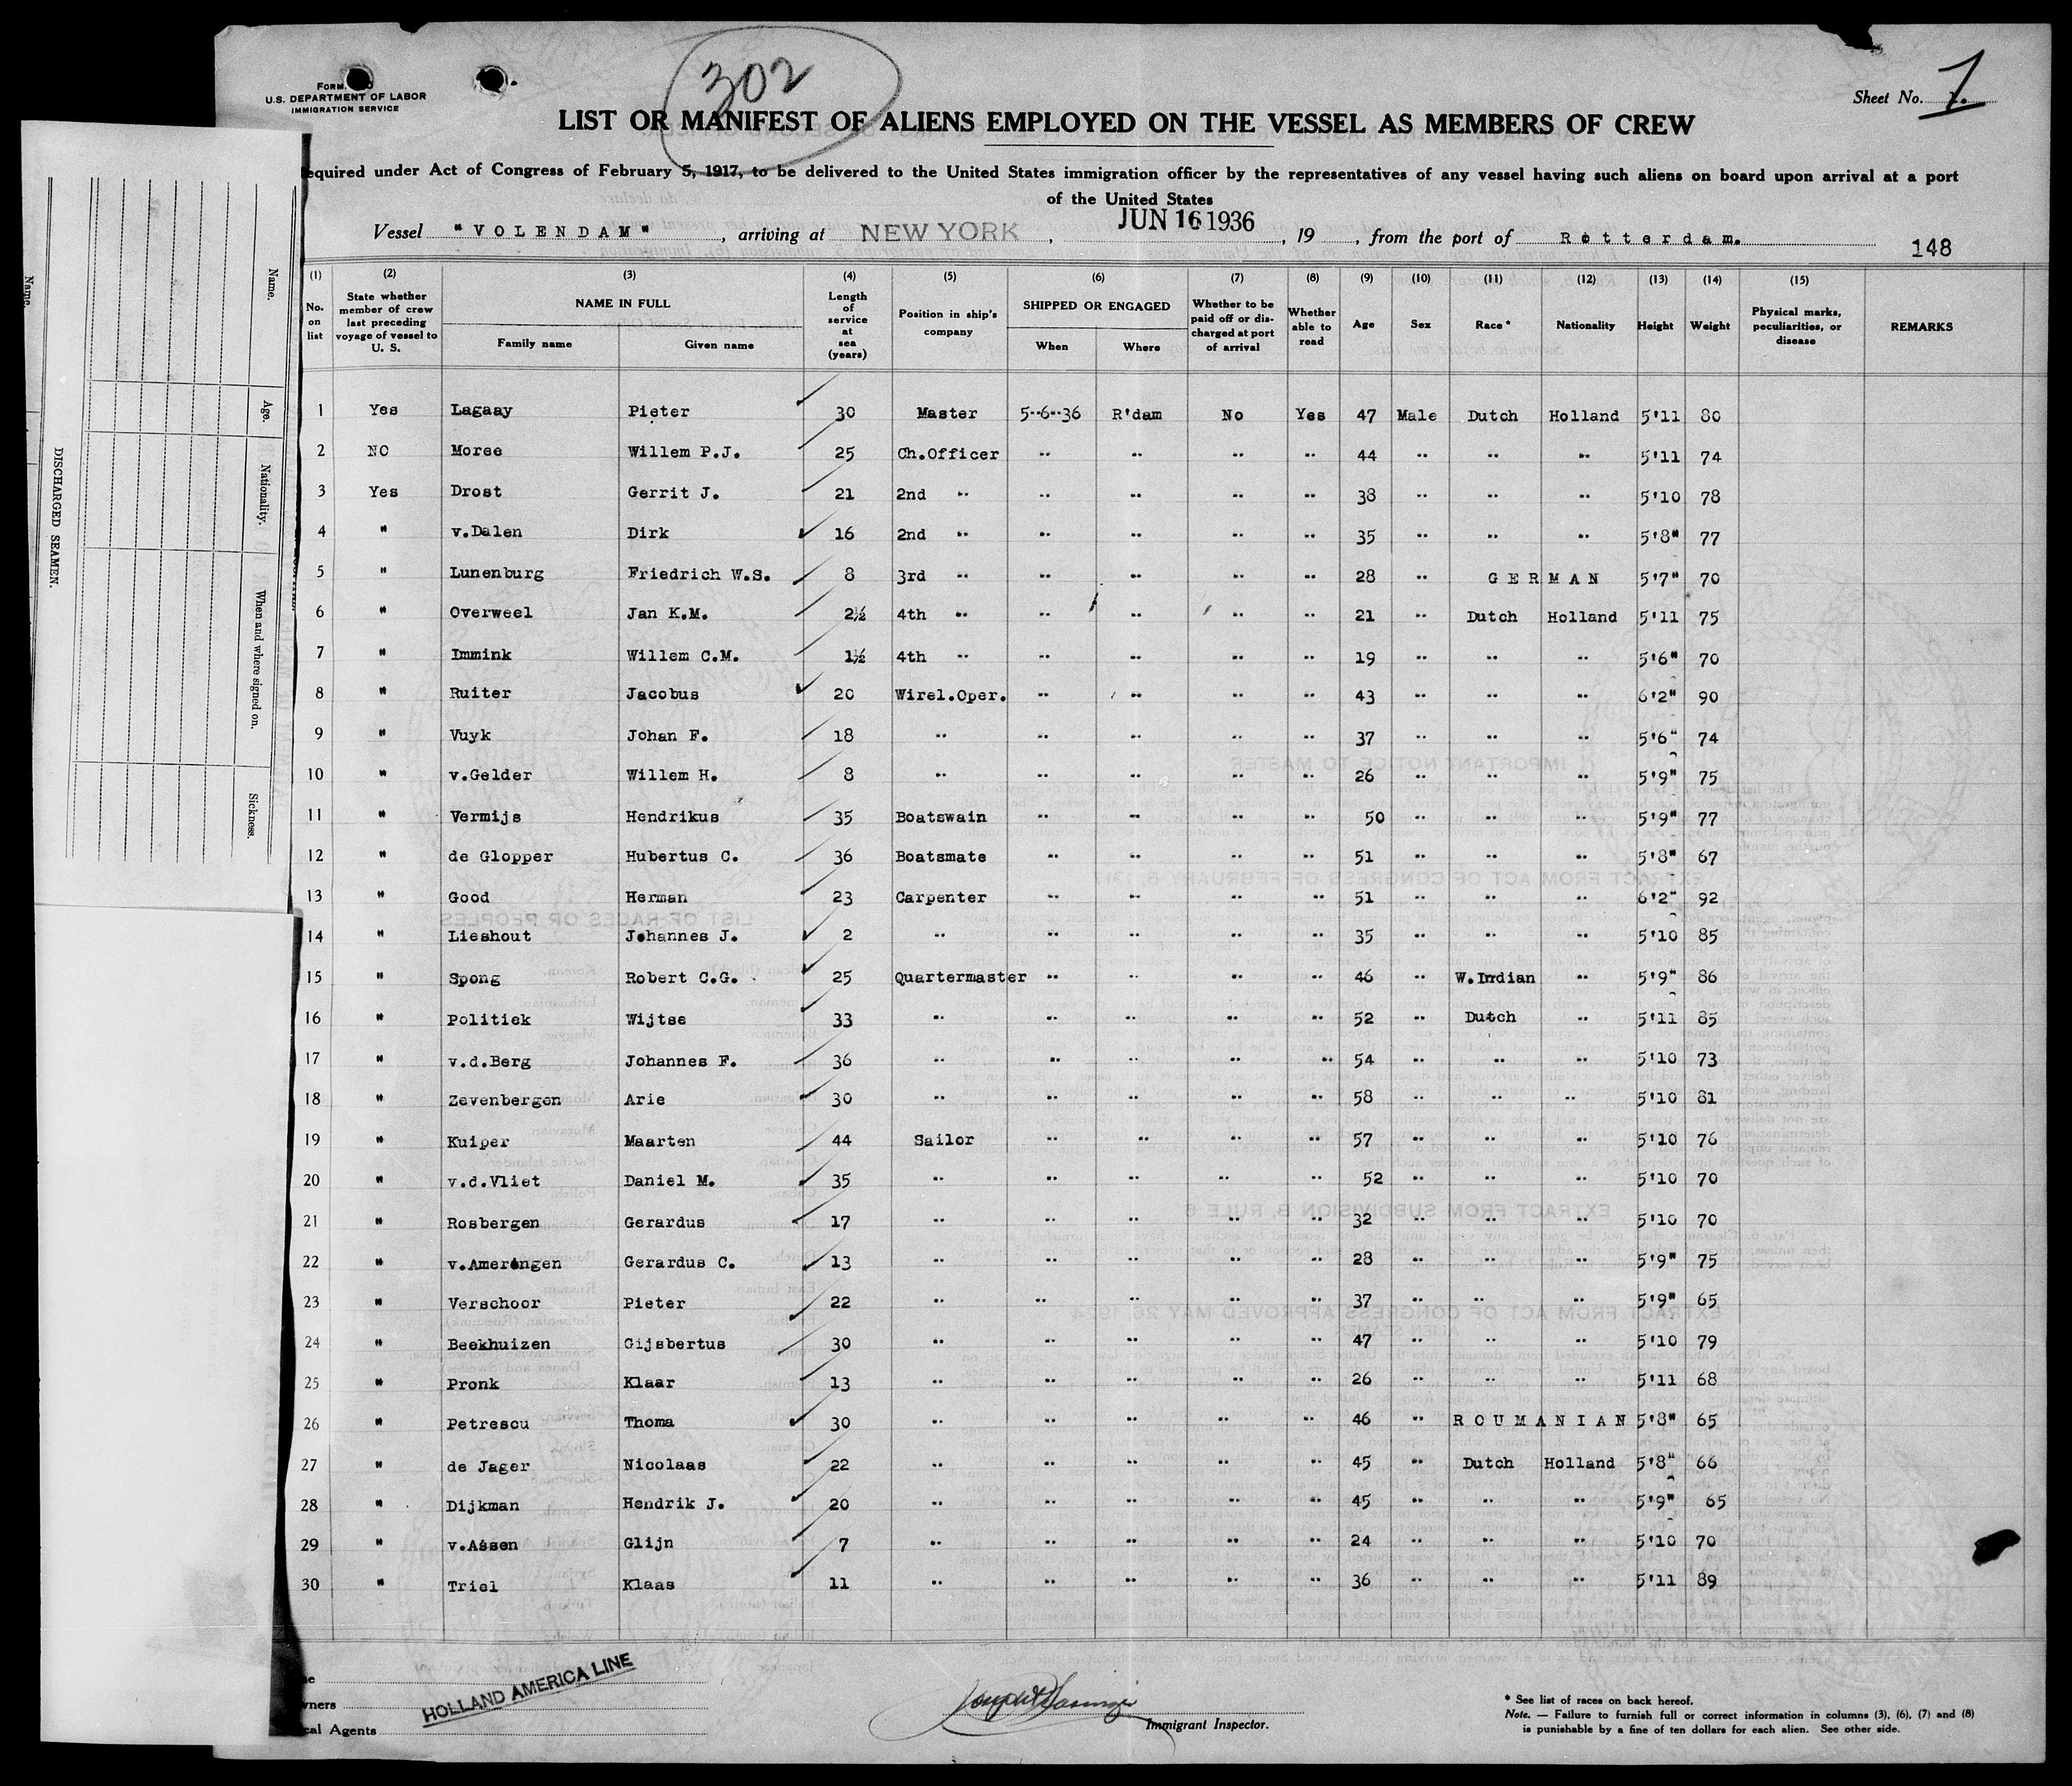 302
Form
U.S. DEPARTMENT OF LABOR
IMMIGRATION SERVICE
Sheet No. 1
LIST OR MANIFEST OF ALIENS EMPLOYED ON THE VESSEL AS MEMBERS OF CREW
equired under Act of Congress of February 5, 1917, to be delivered to the United States immigration officer by the representatives of any vessel having such aliens on board upon arrival at a port
of the United States
Vessel "VOLENDAM", arriving at NEW YORK, JUN 16 1936, 19 , from the port of Rotterdam.
148
(1) (2) (3) (4) (5) (6) (7) (8) (9) (10) (11) (12) (13) (14) (15)
No. on list State whether member of crew last preceding voyage of vessel to U. S. NAME IN FULL Family name Given name Length of service at sea (years) Position in ship's company SHIPPED OR ENGAGED When Where Whether to be paid off or discharged at port of arrival Whether able to read Age Sex Race * Nationality Height Weight Physical marks, peculiarities, or disease REMARKS
1 Yes Lagaay Pieter 30 Master 5-6-36 R'dam No Yes 47 Male Dutch Holland 5'11 80
2 NO Moree Willem P.J. 25 Ch.Officer " " " " 44 " " " 5'11 74
3 Yes Drost Gerrit J. 21 2nd " " " " " 38 " " " 5'10 78
4 " v.Dalen Dirk 16 2nd " " " " " 35 " " " 5'8" 77
5 " Lunenburg Friedrich W.S. 8 3rd " " " " " 28 " GERMAN 5'7" 70
6 " Overweel Jan K.M. 2½ 4th " " " " " 21 " Dutch Holland 5'11 75
7 " Immink Willem C.M. 1½ 4th " " " " " 19 " " " 5'6" 70
8 " Ruiter Jacobus 20 Wirel.Oper. " " " " 43 " " " 6'2" 90
9 " Vuyk Johan F. 18 " " " " " 37 " " " 5'6" 74
10 " v.Gelder Willem H. 8 " " " " " 26 " " " 5'9" 75
11 " Vermijs Hendrikus 35 Boatswain " " " " 50 " " " 5'9" 77
12 " de Glopper Hubertus C. 36 Boatsmate " " " " 51 " " " 5'8" 67
13 " Good Herman 23 Carpenter " " " " 51 " " " 6'2" 92
14 " Lieshout Johannes J. 2 " " " " " 35 " " " 5'10 85
15 " Spong Robert C.G. 25 Quartermaster " " " " 46 " W.Indian " 5'9" 86
16 " Politiek Wijtse 33 " " " " " 52 " Dutch " 5'11 85
17 " v.d.Berg Johannes F. 36 " " " " " 54 " " " 5'10 73
18 " Zevenbergen Arie 30 " " " " " 58 " " " 5'10 81
19 " Kuiper Maarten 44 Sailor " " " " 57 " " " 5'10 76
20 " v.d.Vliet Daniel M. 35 " " " " " 52 " " " 5'10 70
21 " Rosbergen Gerardus 17 " " " " " 32 " " " 5'10 70
22 " v.Amerongen Gerardus C. 13 " " " " " 28 " " " 5'9" 75
23 " Verschoor Pieter 22 " " " " " 37 " " " 5'9" 65
24 " Beekhuizen Gijsbertus 30 " " " " " 47 " " " 5'10 79
25 " Pronk Klaar 13 " " " " " 26 " " " 5'11 68
26 " Petrescu Thoma 30 " " " " " 46 " ROUMANIAN 5'8" 65
27 " de Jager Nicolaas 22 " " " " " 45 " Dutch Holland 5'8" 66
28 " Dijkman Hendrik J. 20 " " " " " 45 " " " 5'9" 65
29 " v.Assen Glijn 7 " " " " " 24 " " " 5'10 70
30 " Triel Klaas 11 " " " " " 36 " " " 5'11 89
wners
cal Agents
HOLLAND AMERICA LINE
Immigrant Inspector.
* See list of races on back hereof.
Note. — Failure to furnish full or correct information in columns (3), (6), (7) and (8)
is punishable by a fine of ten dollars for each alien. See other side.
Name.
DISCHARGED SEAMEN.
Name.
Age.
Nationality.
When and where signed on.
Sickness.